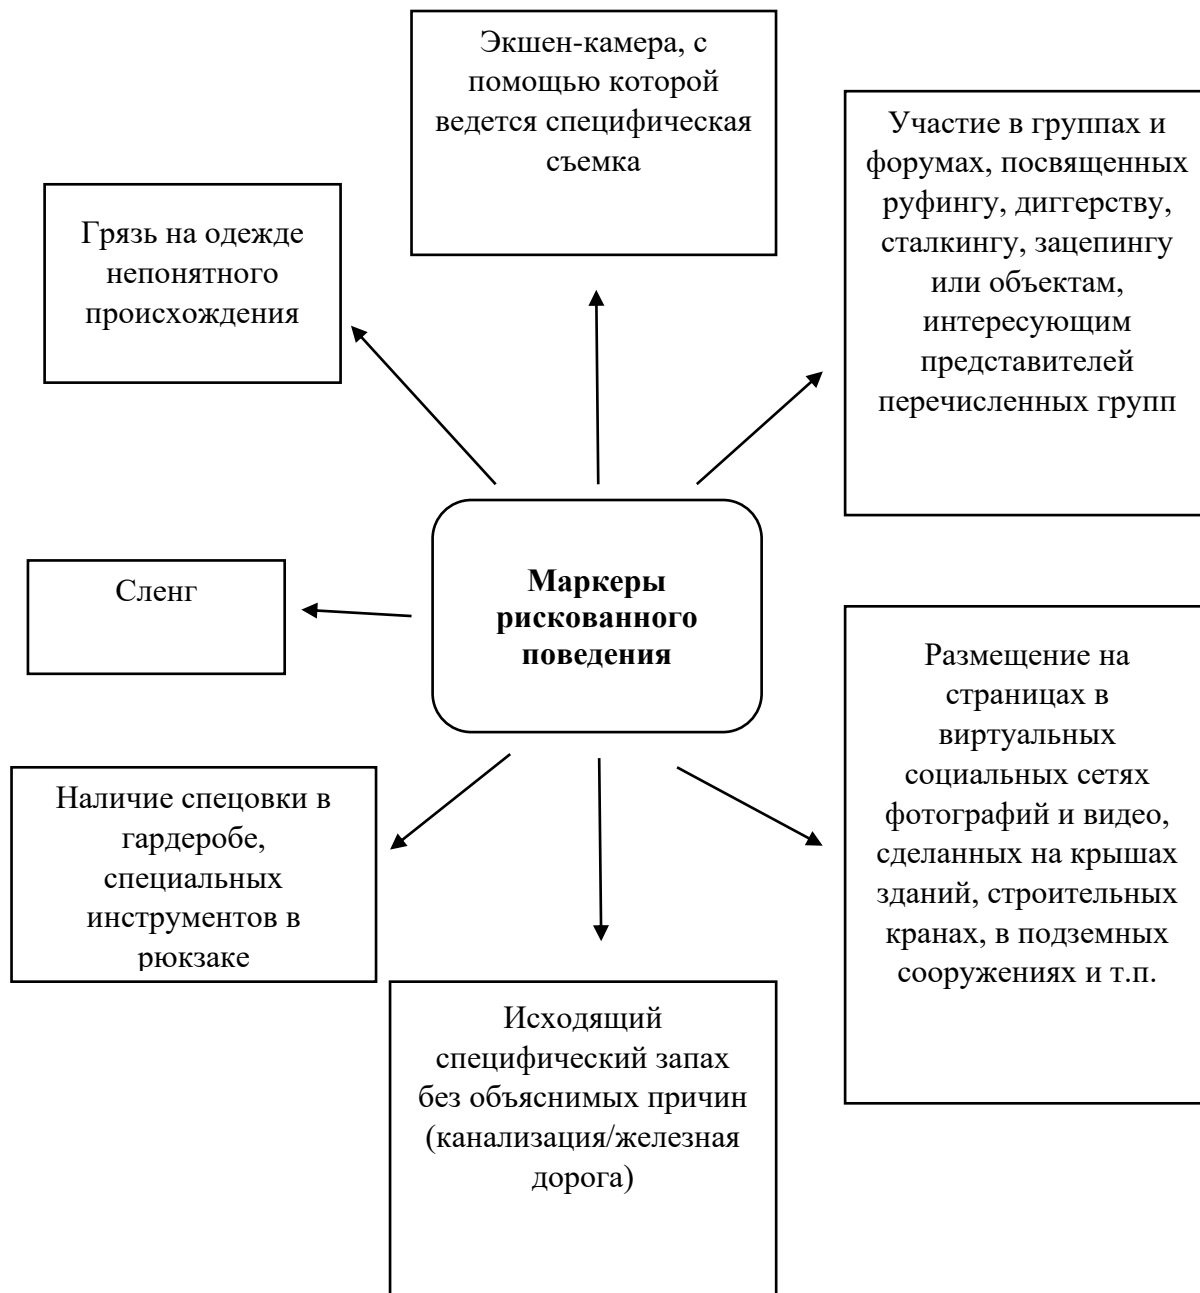 Экшен-камера, с
помощью которой
ведется специфическая
съемка
Участие в группах и
форумах, посвященных
руфингу, диггерству,
сталкингу, зацепингу
или объектам,
интересующим
представителей
перечисленных групп
Грязь на одежде
непонятного
происхождения
Маркеры
рискованного
поведения
Сленг
Размещение на
страницах в
виртуальных
социальных сетях
фотографий и видео,
сделанных на крышах
зданий, строительных
кранах, в подземных
сооружениях и т.п.
Наличие спецовки в
гардеробе,
специальных
инструментов в
рюкзаке
Исходящий
специфический запах
без объяснимых причин
(канализация/железная
дорога)